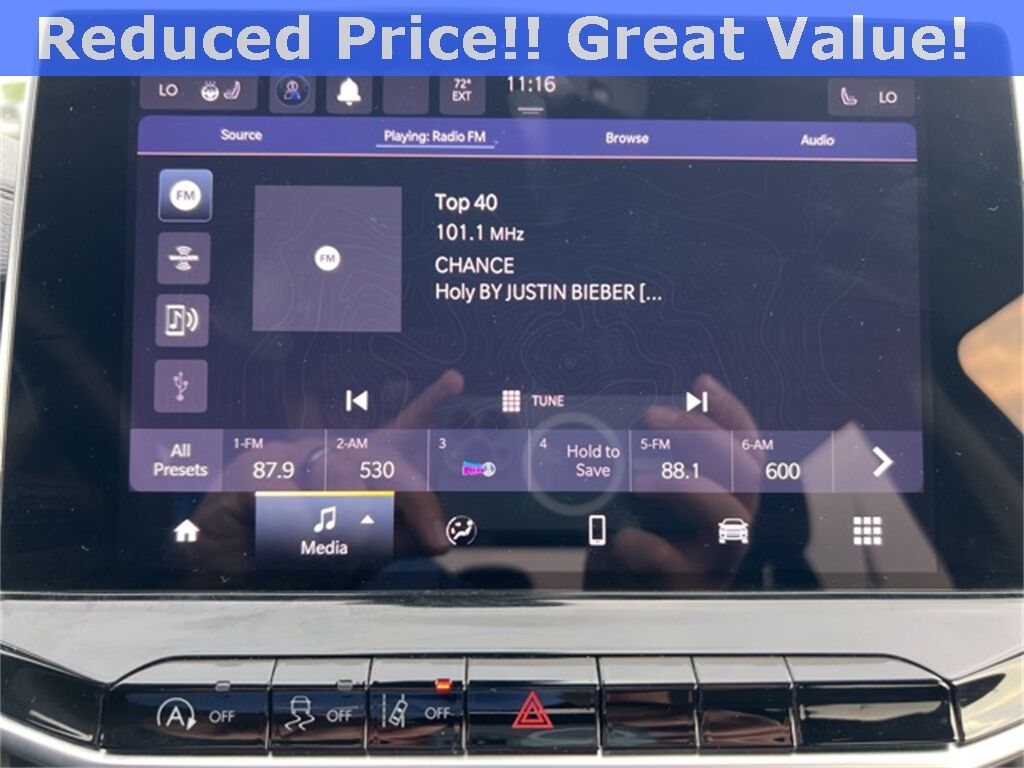 Reduced Price!! Great Value!
LO
72°
EXT
11:16
LO
Source
Playing: Radio FM
Browse
Audio
FM
FM
Top 40
101.1 MHz
CHANCE
Holy BY JUSTIN BIEBER [...
TUNE
All
Presets
1-FM
87.9
2-AM
530
3
4
Hold to
Save
5-FM
88.1
6-AM
600
Media
A OFF
OFF
OFF